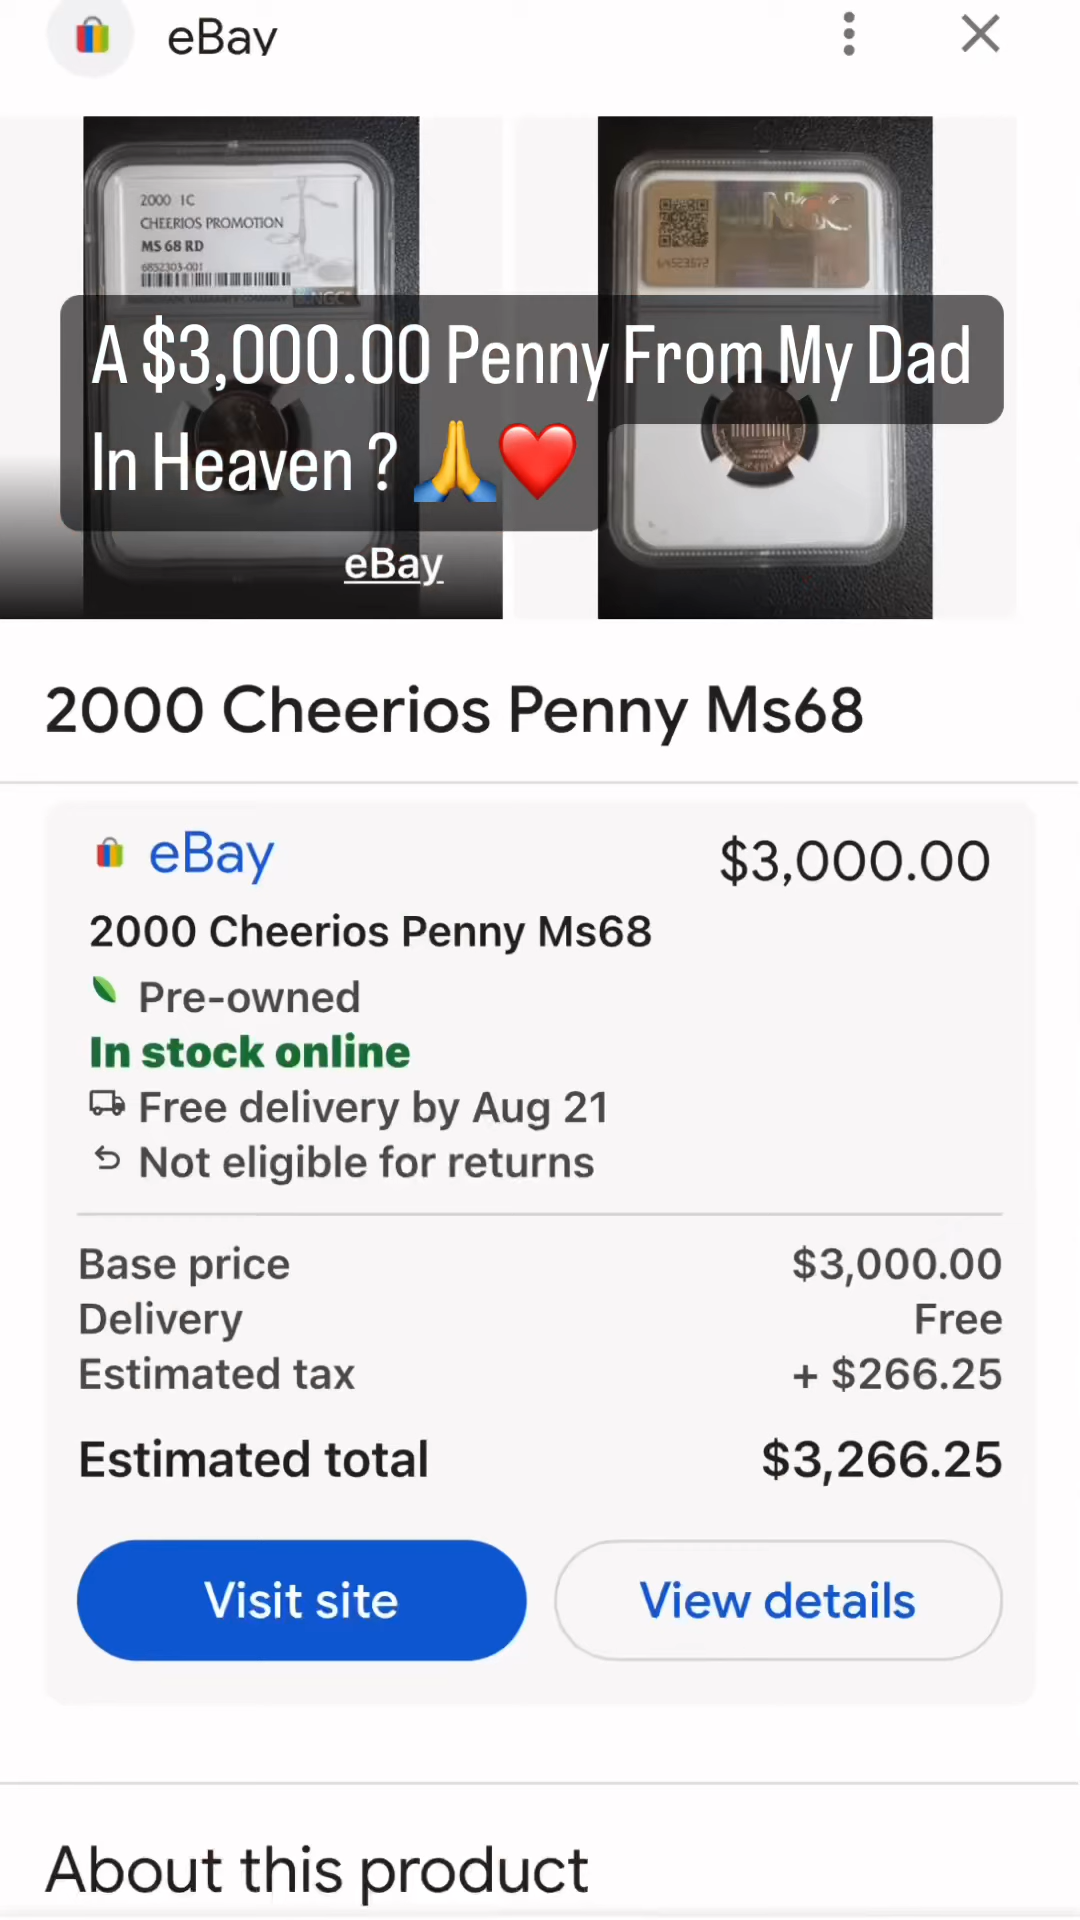 eBay
2000 1C
CHEERIOS PROMOTION
MS 68 RD
6852303-001
NGC
NGC
A $3,000.00 Penny From My Dad
In Heaven ? 🙏❤️
eBay
2000 Cheerios Penny Ms68
eBay
$3,000.00
2000 Cheerios Penny Ms68
Pre-owned
In stock online
Free delivery by Aug 21
Not eligible for returns
Base price $3,000.00
Delivery Free
Estimated tax + $266.25
Estimated total $3,266.25
Visit site
View details
About this product